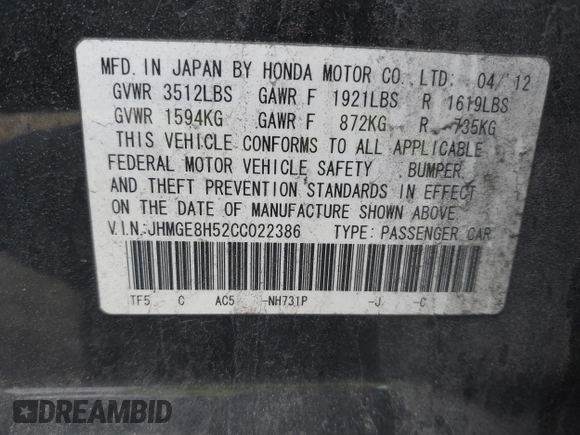 MFD. IN JAPAN BY HONDA MOTOR CO., LTD. 04/12
GVWR 3512LBS GAWR F 1921LBS R 1619LBS
GVWR 1594KG GAWR F 872KG R 735KG
THIS VEHICLE CONFORMS TO ALL APPLICABLE
FEDERAL MOTOR VEHICLE SAFETY, BUMPER,
AND THEFT PREVENTION STANDARDS IN EFFECT
ON THE DATE OF MANUFACTURE SHOWN ABOVE.
V.I.N.:JHMGE8H52CC022386 TYPE: PASSENGER CAR
TF5 C AC5 -NH731P -J -C
DREAMBID